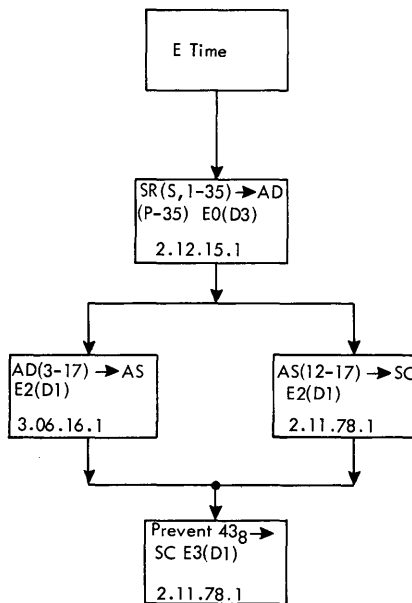 E Time
SR(S,1-35)→AD
(P-35) E0(D3)
2.12.15.1
AD(3-17)→AS
E2(D1)
3.06.16.1
AS(12-17)→SC
E2(D1)
2.11.78.1
Prevent 43₈→
SC E3(D1)
2.11.78.1